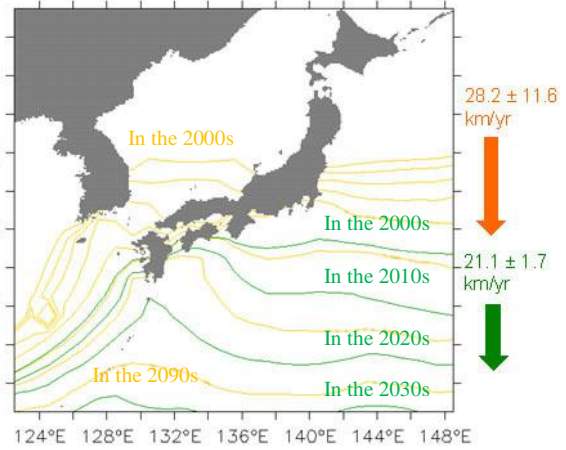 28.2 ± 11.6
km/yr
In the 2000s
In the 2000s
21.1 ± 1.7
km/yr
In the 2010s
In the 2020s
In the 2090s
In the 2030s
124°E 128°E 132°E 136°E 140°E 144°E 148°E